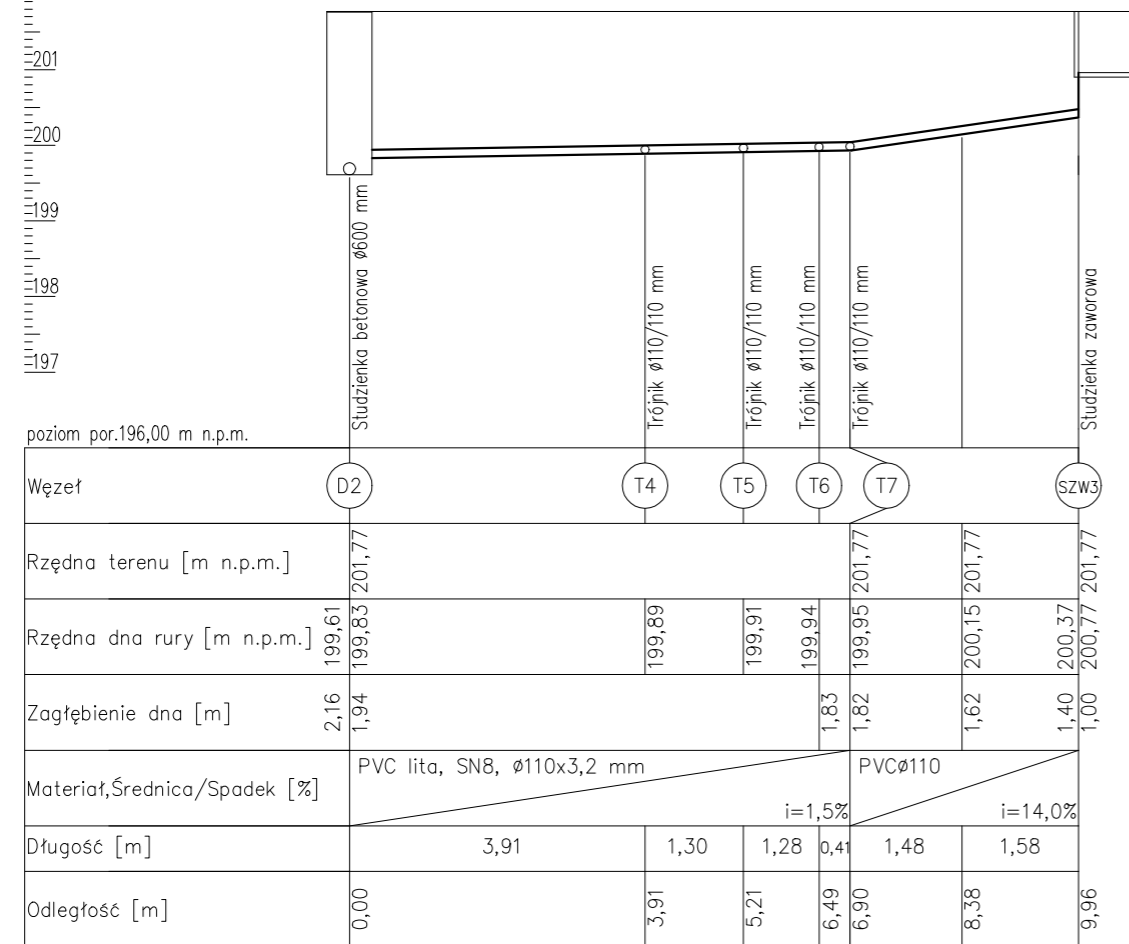 201
200
199
198
197
Studzienka betonowa ø600 mm
Trójnik ø110/110 mm
Trójnik ø110/110 mm
Trójnik ø110/110 mm
Trójnik ø110/110 mm
Studzienka zaworowa
poziom por.196,00 m n.p.m.
Węzeł
D2
T4
T5
T6
T7
SZW3
Rzędna terenu [m n.p.m.]
201,77
201,77
201,77
201,77
Rzędna dna rury [m n.p.m.]
199,61
199,83
199,89
199,91
199,94
199,95
200,15
200,37
200,77
Zagłębienie dna [m]
2,16
1,94
1,83
1,82
1,62
1,40
1,00
Materiał,Średnica/Spadek [%]
PVC lita, SN8, ø110x3,2 mm
i=1,5%
PVCø110
i=14,0%
Długość [m]
3,91
1,30
1,28
0,41
1,48
1,58
Odległość [m]
0,00
3,91
5,21
6,49
6,90
8,38
9,96